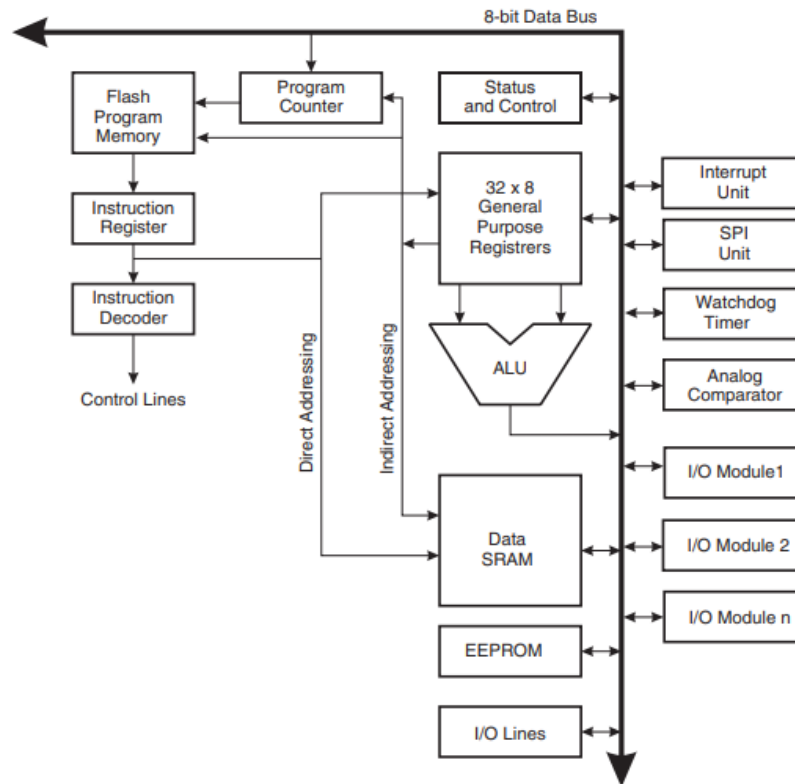 8-bit Data Bus
Flash
Program
Memory
Program
Counter
Status
and Control
32 x 8
General
Purpose
Registrers
Interrupt
Unit
Instruction
Register
SPI
Unit
Instruction
Decoder
Watchdog
Timer
Direct Addressing
Indirect Addressing
ALU
Analog
Comparator
Control Lines
I/O Module1
Data
SRAM
I/O Module 2
I/O Module n
EEPROM
I/O Lines